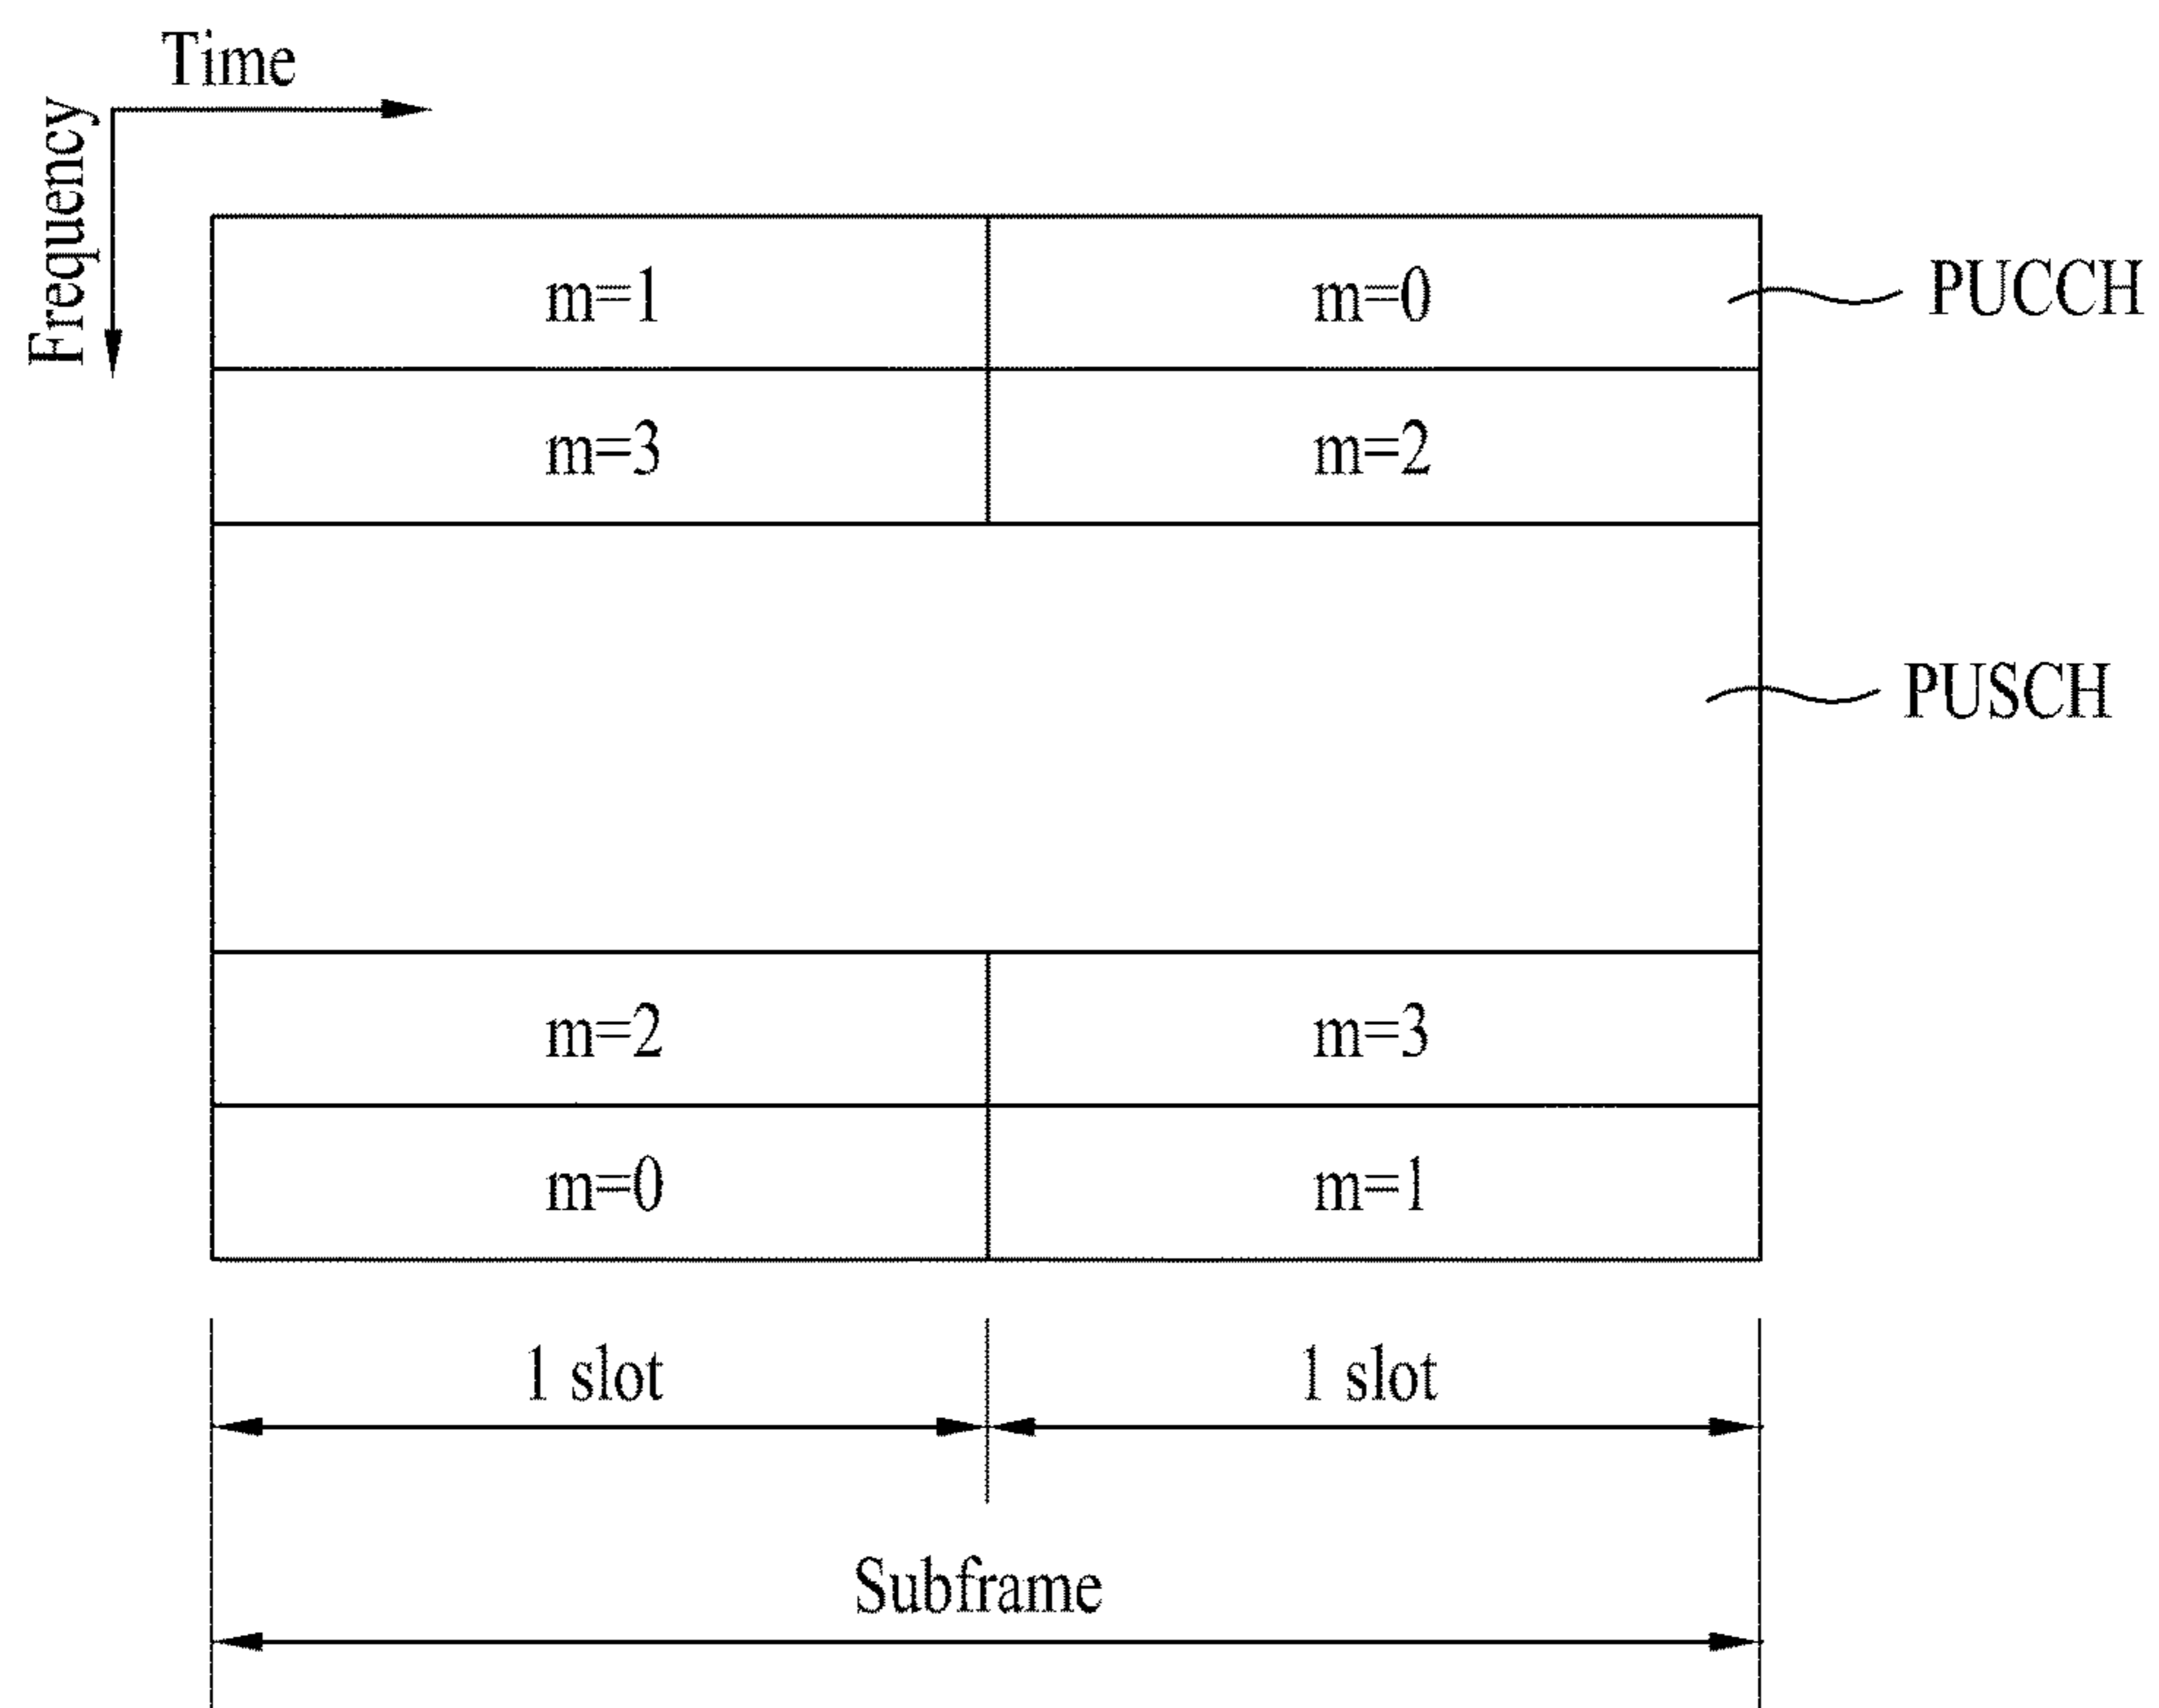 Time
Frequency
m=1
m=0
PUCCH
m=3
m=2
PUSCH
m=2
m=3
m=0
m=1
1 slot
1 slot
Subframe